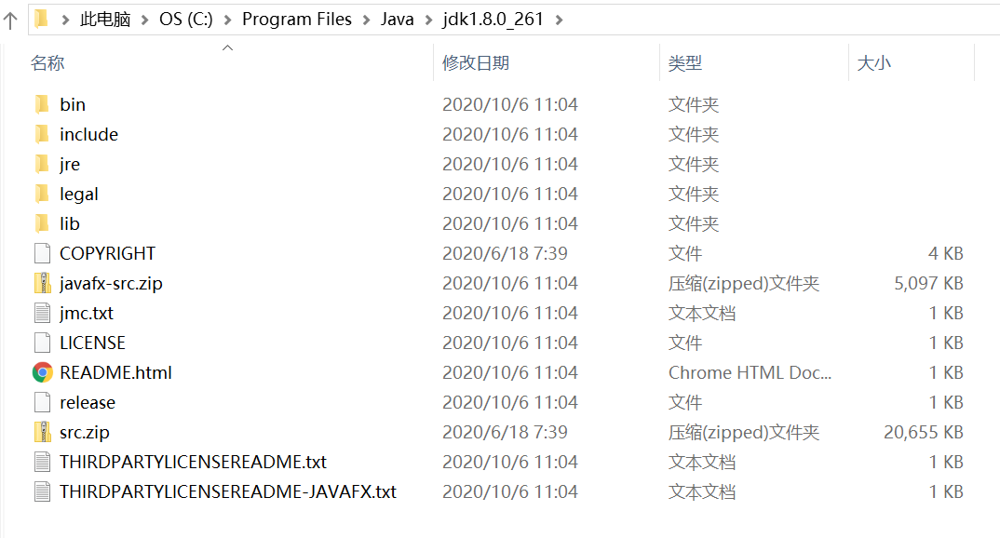 此电脑 OS (C:) Program Files Java jdk1.8.0_261
名称 修改日期 类型 大小
bin 2020/10/6 11:04 文件夹
include 2020/10/6 11:04 文件夹
jre 2020/10/6 11:04 文件夹
legal 2020/10/6 11:04 文件夹
lib 2020/10/6 11:04 文件夹
COPYRIGHT 2020/6/18 7:39 文件 4 KB
javafx-src.zip 2020/10/6 11:04 压缩(zipped)文件夹 5,097 KB
jmc.txt 2020/10/6 11:04 文本文档 1 KB
LICENSE 2020/10/6 11:04 文件 1 KB
README.html 2020/10/6 11:04 Chrome HTML Doc... 1 KB
release 2020/10/6 11:04 文件 1 KB
src.zip 2020/6/18 7:39 压缩(zipped)文件夹 20,655 KB
THIRDPARTYLICENSEREADME.txt 2020/10/6 11:04 文本文档 1 KB
THIRDPARTYLICENSEREADME-JAVAFX.txt 2020/10/6 11:04 文本文档 1 KB